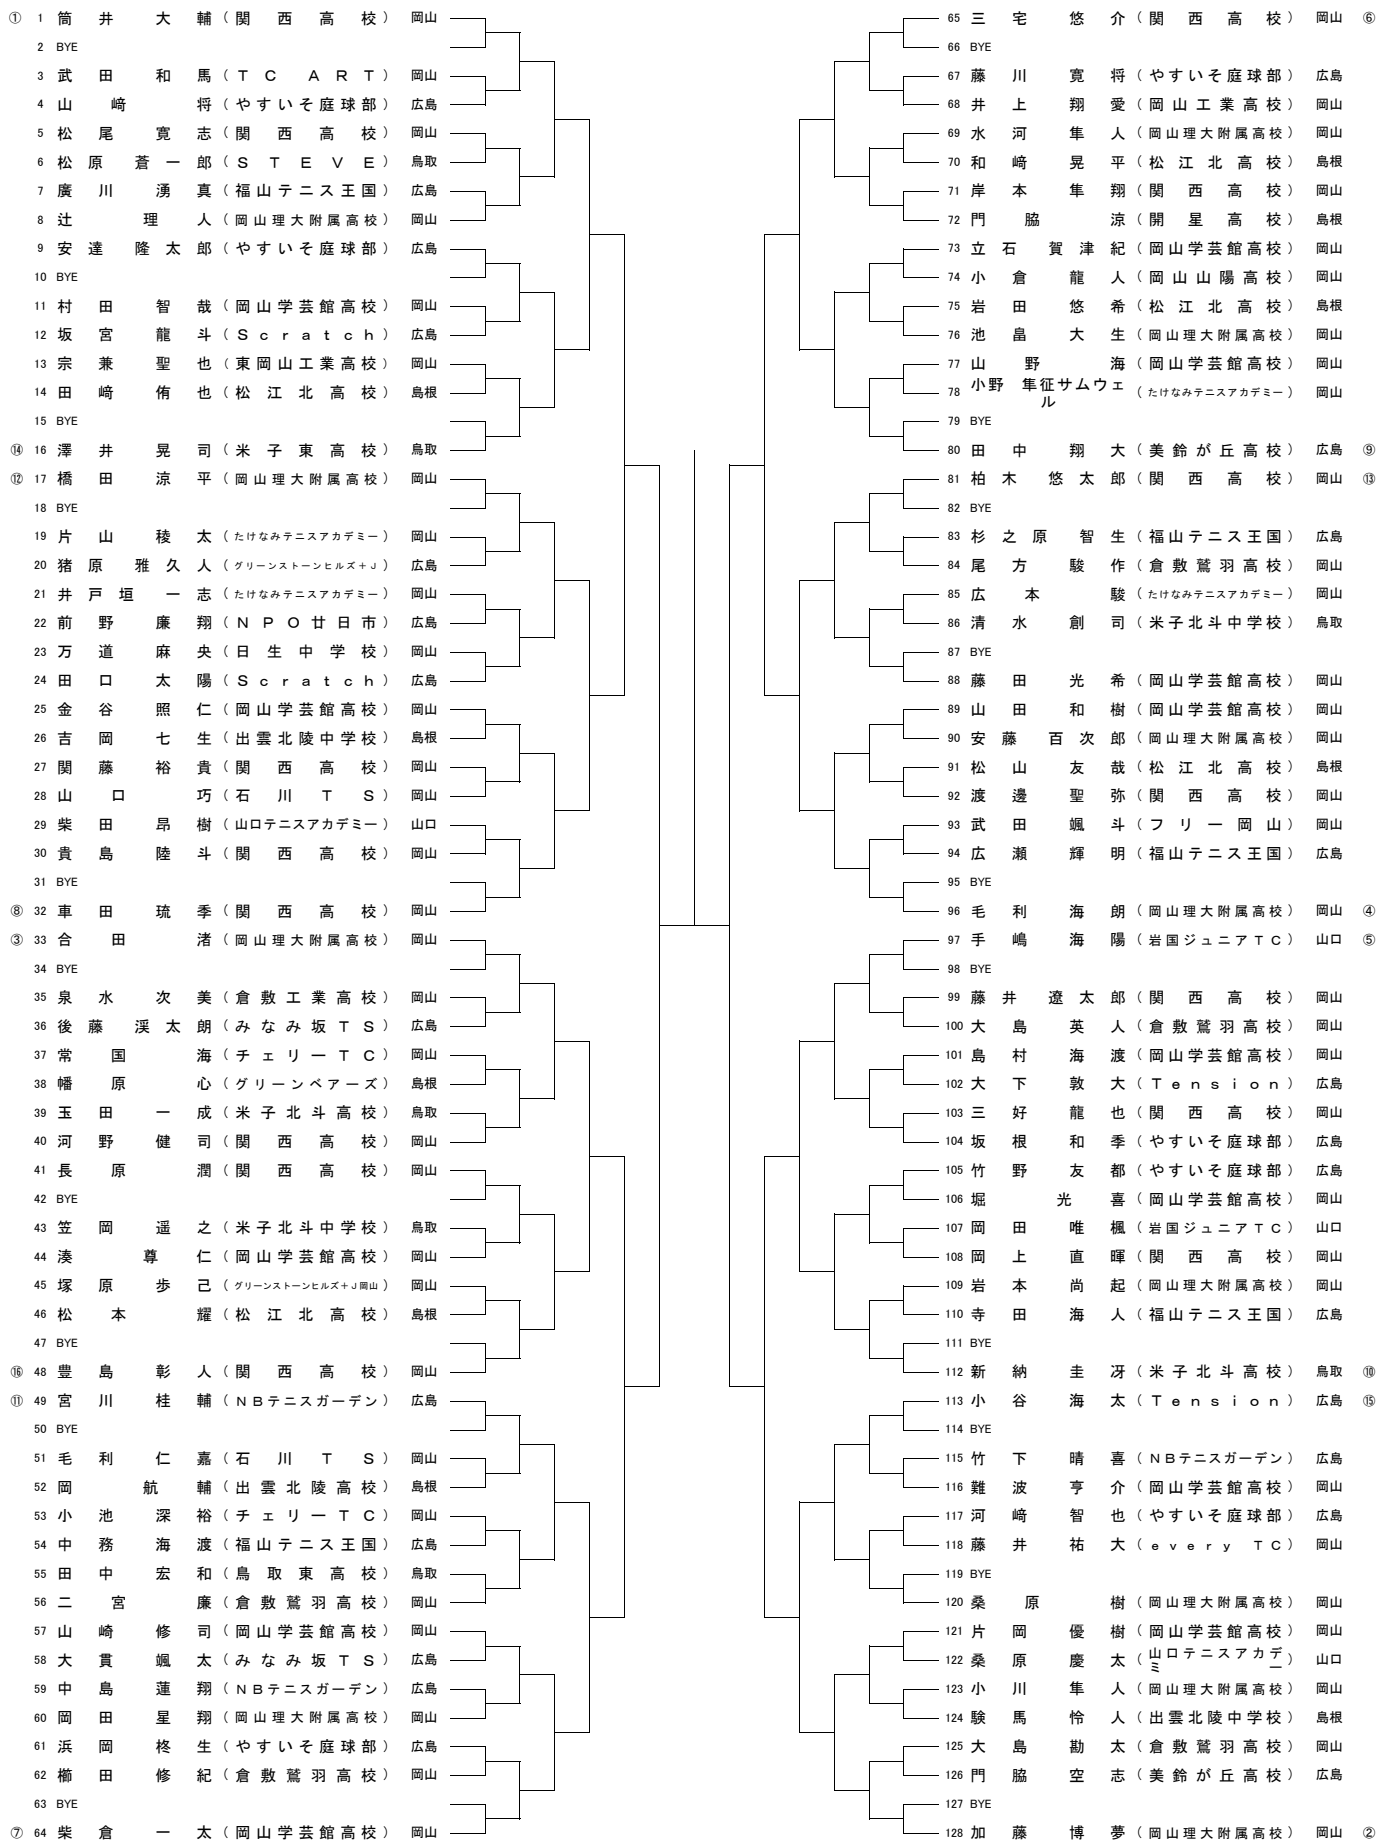 ① 1 筒井大輔（関西高校）岡山
2 BYE
3 武田和馬（TC ART）岡山
4 山﨑将（やすいそ庭球部）広島
5 松尾寛志（関西高校）岡山
6 松原蒼一郎（STEVE）鳥取
7 廣川湧真（福山テニス王国）広島
8 辻理人（岡山理大附属高校）岡山
9 安達隆太郎（やすいそ庭球部）広島
10 BYE
11 村田智哉（岡山学芸館高校）岡山
12 坂宮龍斗（Scratch）広島
13 宗兼聖也（東岡山工業高校）岡山
14 田﨑侑也（松江北高校）島根
15 BYE
⑭ 16 澤井晃司（米子東高校）鳥取
⑫ 17 橋田涼平（岡山理大附属高校）岡山
18 BYE
19 片山稜太（たけなみテニスアカデミー）岡山
20 猪原雅久人（グリーンストーンヒルズ＋J）広島
21 井戸垣一志（たけなみテニスアカデミー）岡山
22 前野廉翔（NPO廿日市）広島
23 万道麻央（日生中学校）岡山
24 田口太陽（Scratch）広島
25 金谷照仁（岡山学芸館高校）岡山
26 吉岡七生（出雲北陵中学校）島根
27 関藤裕貴（関西高校）岡山
28 山口巧（石川TS）岡山
29 柴田昂樹（山口テニスアカデミー）山口
30 貴島陸斗（関西高校）岡山
31 BYE
⑧ 32 車田琉季（関西高校）岡山
③ 33 合田渚（岡山理大附属高校）岡山
34 BYE
35 泉水次美（倉敷工業高校）岡山
36 後藤渓太朗（みなみ坂TS）広島
37 常国海（チェリーTC）岡山
38 幡原心（グリーンベアーズ）島根
39 玉田一成（米子北斗高校）鳥取
40 河野健司（関西高校）岡山
41 長原潤（関西高校）岡山
42 BYE
43 笠岡遥之（米子北斗中学校）鳥取
44 湊尊仁（岡山学芸館高校）岡山
45 塚原歩己（グリーンストーンヒルズ＋J岡山）岡山
46 松本耀（松江北高校）島根
47 BYE
⑯ 48 豊島彰人（関西高校）岡山
⑪ 49 宮川桂輔（NBテニスガーデン）広島
50 BYE
51 毛利仁嘉（石川TS）岡山
52 岡航輔（出雲北陵高校）島根
53 小池深裕（チェリーTC）岡山
54 中務海渡（福山テニス王国）広島
55 田中宏和（鳥取東高校）鳥取
56 二宮廉（倉敷鷲羽高校）岡山
57 山崎修司（岡山学芸館高校）岡山
58 大貫颯太（みなみ坂TS）広島
59 中島蓮翔（NBテニスガーデン）広島
60 岡田星翔（岡山理大附属高校）岡山
61 浜岡柊生（やすいそ庭球部）広島
62 櫛田修紀（倉敷鷲羽高校）岡山
63 BYE
⑦ 64 柴倉一太（岡山学芸館高校）岡山
65 三宅悠介（関西高校）岡山 ⑥
66 BYE
67 藤川寛将（やすいそ庭球部）広島
68 井上翔愛（岡山工業高校）岡山
69 水河隼人（岡山理大附属高校）岡山
70 和﨑晃平（松江北高校）島根
71 岸本隼翔（関西高校）岡山
72 門脇涼（開星高校）島根
73 立石賀津紀（岡山学芸館高校）岡山
74 小倉龍人（岡山山陽高校）岡山
75 岩田悠希（松江北高校）島根
76 池畠大生（岡山理大附属高校）岡山
77 山野海（岡山学芸館高校）岡山
78 小野 隼征サムウェル（たけなみテニスアカデミー）岡山
79 BYE
80 田中翔大（美鈴が丘高校）広島 ⑨
81 柏木悠太郎（関西高校）岡山 ⑬
82 BYE
83 杉之原智生（福山テニス王国）広島
84 尾方駿作（倉敷鷲羽高校）岡山
85 広本駿（たけなみテニスアカデミー）岡山
86 清水創司（米子北斗中学校）鳥取
87 BYE
88 藤田光希（岡山学芸館高校）岡山
89 山田和樹（岡山学芸館高校）岡山
90 安藤百次郎（岡山理大附属高校）岡山
91 松山友哉（松江北高校）島根
92 渡邊聖弥（関西高校）岡山
93 武田颯斗（フリー岡山）岡山
94 広瀬輝明（福山テニス王国）広島
95 BYE
96 毛利海朗（岡山理大附属高校）岡山 ④
97 手嶋海陽（岩国ジュニアTC）山口 ⑤
98 BYE
99 藤井遼太郎（関西高校）岡山
100 大島英人（倉敷鷲羽高校）岡山
101 島村海渡（岡山学芸館高校）岡山
102 大下敦大（Tension）広島
103 三好龍也（関西高校）岡山
104 坂根和季（やすいそ庭球部）広島
105 竹野友都（やすいそ庭球部）広島
106 堀光喜（岡山学芸館高校）岡山
107 岡田唯楓（岩国ジュニアTC）山口
108 岡上直暉（関西高校）岡山
109 岩本尚起（岡山理大附属高校）岡山
110 寺田海人（福山テニス王国）広島
111 BYE
112 新納圭冴（米子北斗高校）鳥取 ⑩
113 小谷海太（Tension）広島 ⑮
114 BYE
115 竹下晴喜（NBテニスガーデン）広島
116 難波亨介（岡山学芸館高校）岡山
117 河﨑智也（やすいそ庭球部）広島
118 藤井祐大（every TC）岡山
119 BYE
120 桑原樹（岡山理大附属高校）岡山
121 片岡優樹（岡山学芸館高校）岡山
122 桑原慶太（山口テニスアカデミー）山口
123 小川隼人（岡山理大附属高校）岡山
124 験馬怜人（出雲北陵中学校）島根
125 大島勘太（倉敷鷲羽高校）岡山
126 門脇空志（美鈴が丘高校）広島
127 BYE
128 加藤博夢（岡山理大附属高校）岡山 ②